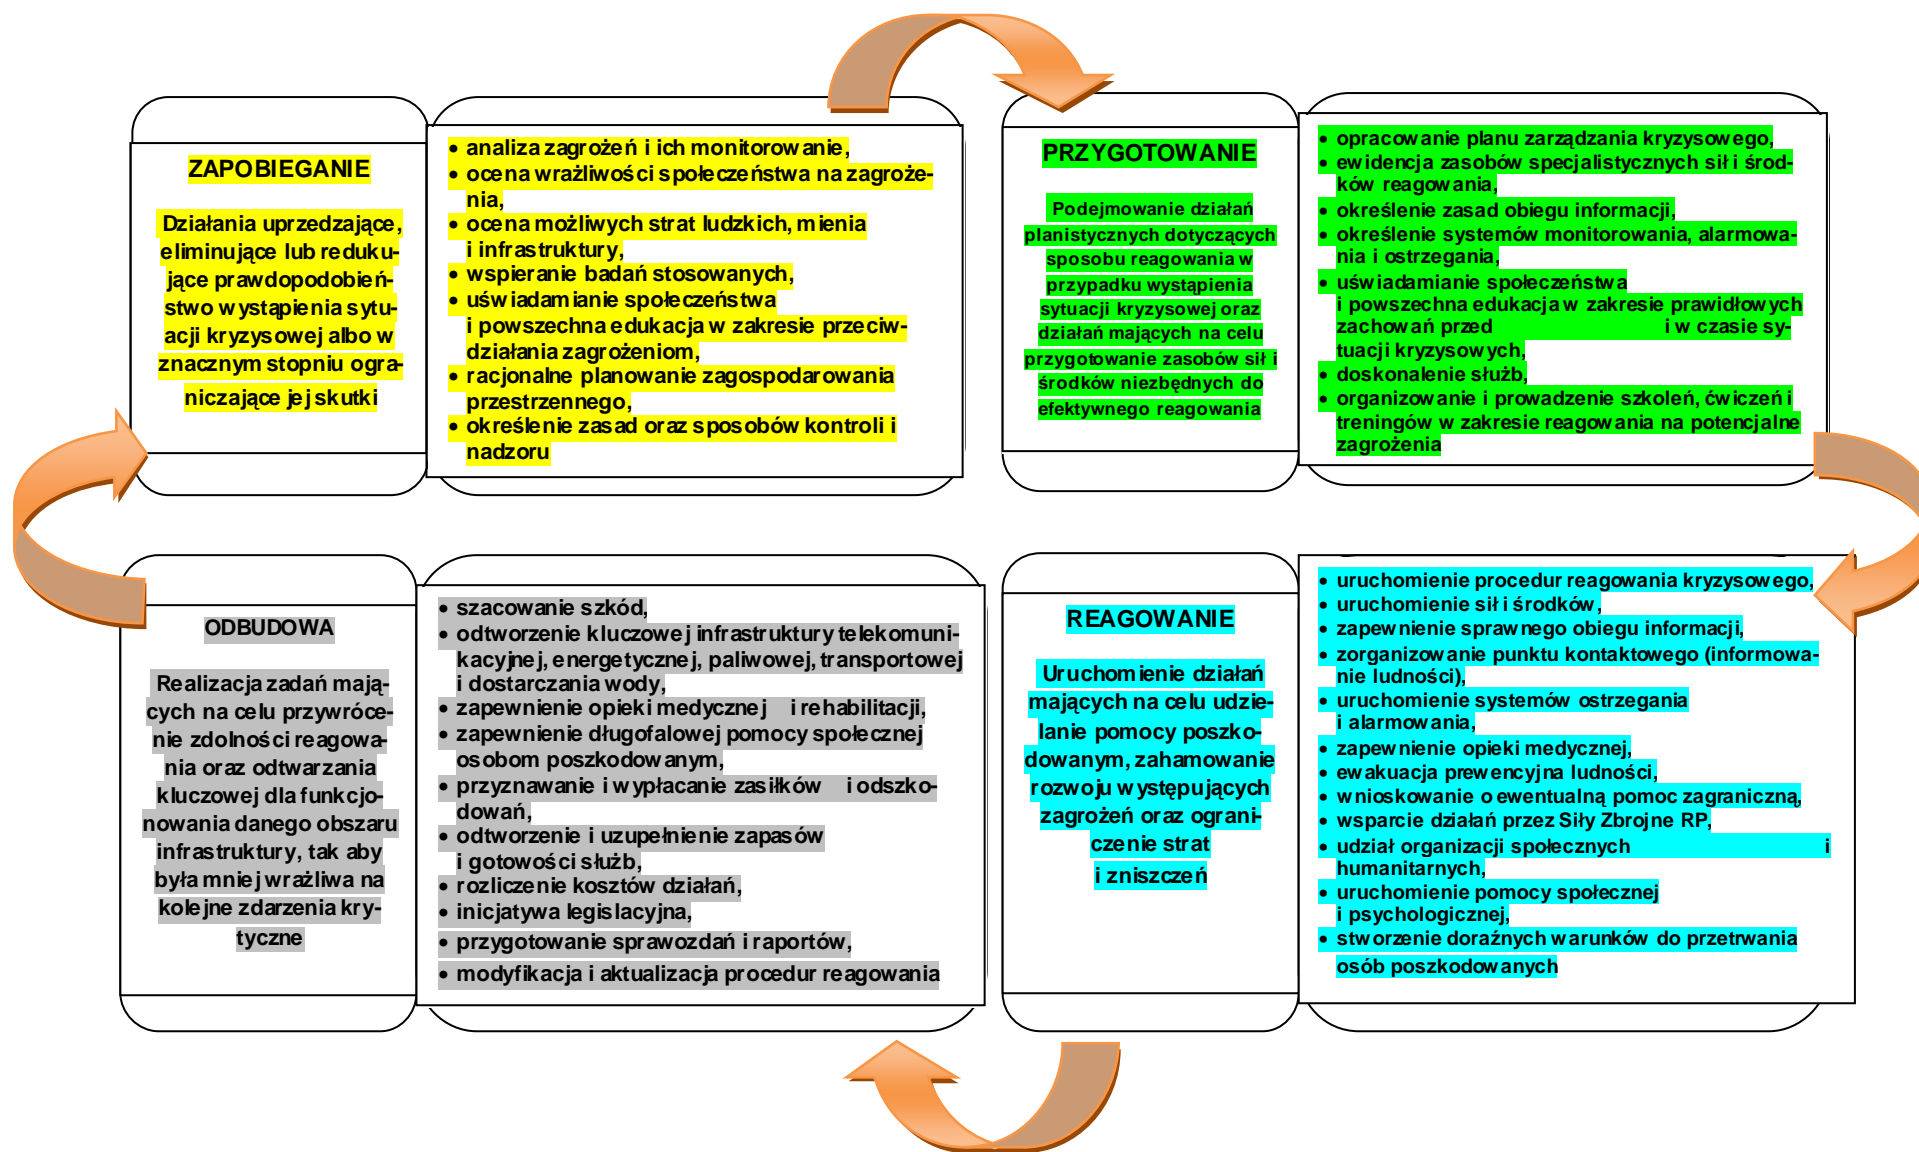 ZAPOBIEGANIE
Działania uprzedzające,
eliminujące lub reduku-
jące prawdopodobień-
stwo wystąpienia sytu-
acji kryzysowej albo w
znacznym stopniu ogra-
niczające jej skutki
• analiza zagrożeń i ich monitorowanie,
• ocena wrażliwości społeczeństwa na zagroże-
nia,
• ocena możliwych strat ludzkich, mienia
i infrastruktury,
• wspieranie badań stosowanych,
• uświadamianie społeczeństwa
i powszechna edukacja w zakresie przeciw-
działania zagrożeniom,
• racjonalne planowanie zagospodarowania
przestrzennego,
• określenie zasad oraz sposobów kontroli i
nadzoru
PRZYGOTOWANIE
Podejmowanie działań
planistycznych dotyczących
sposobu reagowania w
przypadku wystąpienia
sytuacji kryzysowej oraz
działań mających na celu
przygotowanie zasobów sił i
środków niezbędnych do
efektywnego reagowania
• opracowanie planu zarządzania kryzysowego,
• ewidencja zasobów specjalistycznych sił i środ-
ków reagowania,
• określenie zasad obiegu informacji,
• określenie systemów monitorowania, alarmowa-
nia i ostrzegania,
• uświadamianie społeczeństwa
i powszechna edukacja w zakresie prawidłowych
zachowań przed i w czasie sy-
tuacji kryzysowych,
• doskonalenie służb,
• organizowanie i prowadzenie szkoleń, ćwiczeń i
treningów w zakresie reagowania na potencjalne
zagrożenia
ODBUDOWA
Realizacja zadań mają-
cych na celu przywróce-
nie zdolności reagowa-
nia oraz odtwarzania
kluczowej dla funkcjo-
nowania danego obszaru
infrastruktury, tak aby
była mniej wrażliwa na
kolejne zdarzenia kry-
tyczne
• szacowanie szkód,
• odtworzenie kluczowej infrastruktury telekomuni-
kacyjnej, energetycznej, paliwowej, transportowej
i dostarczania wody,
• zapewnienie opieki medycznej i rehabilitacji,
• zapewnienie długofalowej pomocy społecznej
osobom poszkodowanym,
• przyznawanie i wypłacanie zasiłków i odszko-
dowań,
• odtworzenie i uzupełnienie zapasów
i gotowości służb,
• rozliczenie kosztów działań,
• inicjatywa legislacyjna,
• przygotowanie sprawozdań i raportów,
• modyfikacja i aktualizacja procedur reagowania
REAGOWANIE
Uruchomienie działań
mających na celu udzie-
lanie pomocy poszko-
dowanym, zahamowanie
rozwoju występujących
zagrożeń oraz ograni-
czenie strat
i zniszczeń
• uruchomienie procedur reagowania kryzysowego,
• uruchomienie sił i środków,
• zapewnienie sprawnego obiegu informacji,
• zorganizowanie punktu kontaktowego (informowa-
nie ludności),
• uruchomienie systemów ostrzegania
i alarmowania,
• zapewnienie opieki medycznej,
• ewakuacja prewencyjna ludności,
• wnioskowanie o ewentualną pomoc zagraniczną,
• wsparcie działań przez Siły Zbrojne RP,
• udział organizacji społecznych i
humanitarnych,
• uruchomienie pomocy społecznej
i psychologicznej,
• stworzenie doraźnych warunków do przetrwania
osób poszkodowanych